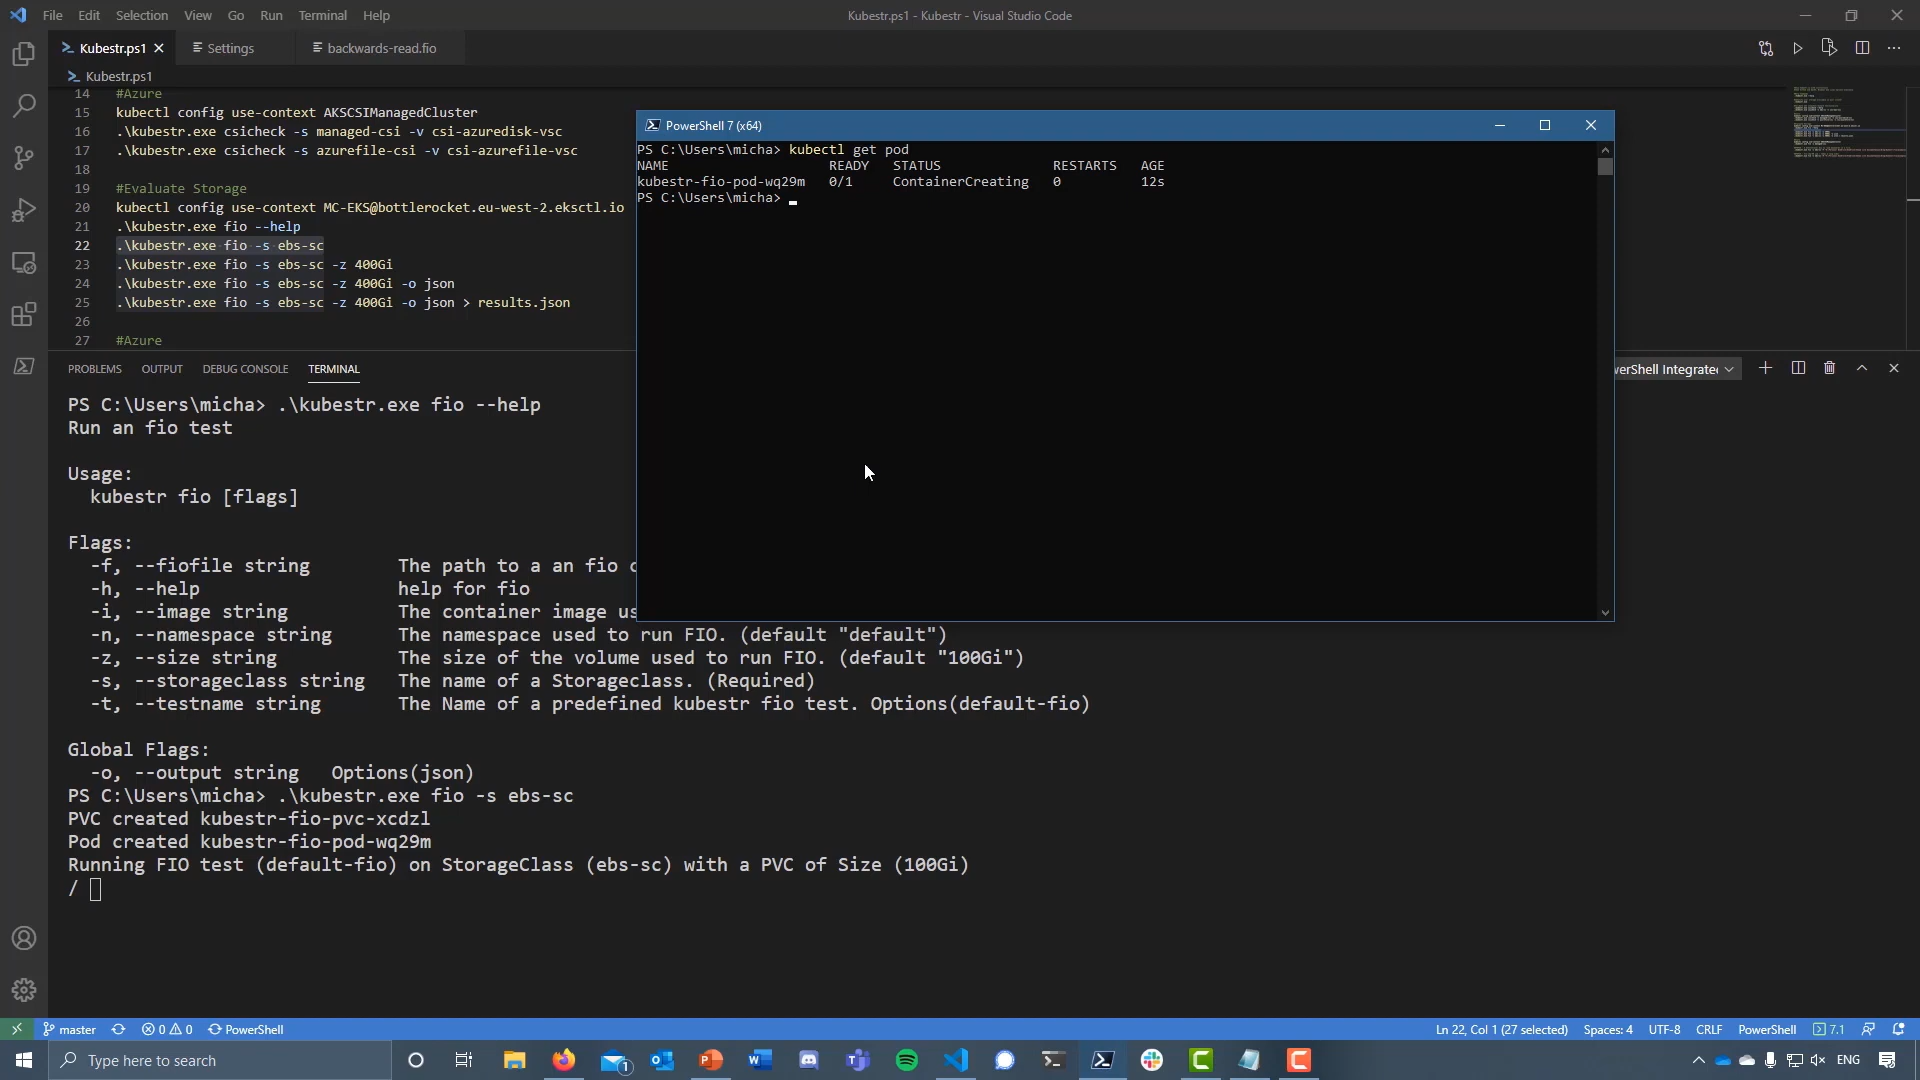 File Edit Selection View Go Run Terminal Help
Kubestr.ps1 - Kubestr - Visual Studio Code
Kubestr.ps1 Settings backwards-read.fio
Kubestr.ps1
14 #Azure
15 kubectl config use-context AKSCSIManagedCluster
16 .\kubestr.exe csicheck -s managed-csi -v csi-azuredisk-vsc
17 .\kubestr.exe csicheck -s azurefile-csi -v csi-azurefile-vsc
18
19 #Evaluate Storage
20 kubectl config use-context MC-EKS@bottlerocket.eu-west-2.eksctl.io
21 .\kubestr.exe fio --help
22 .\kubestr.exe fio -s ebs-sc
23 .\kubestr.exe fio -s ebs-sc -z 400Gi
24 .\kubestr.exe fio -s ebs-sc -z 400Gi -o json
25 .\kubestr.exe fio -s ebs-sc -z 400Gi -o json > results.json
26
27 #Azure
PowerShell 7 (x64)
PS C:\Users\micha> kubectl get pod
NAME READY STATUS RESTARTS AGE
kubestr-fio-pod-wq29m 0/1 ContainerCreating 0 12s
PS C:\Users\micha>
PROBLEMS OUTPUT DEBUG CONSOLE TERMINAL
werShell Integrated
PS C:\Users\micha> .\kubestr.exe fio --help
Run an fio test
Usage:
kubestr fio [flags]
Flags:
-f, --fiofile string The path to a an fio c
-h, --help help for fio
-i, --image string The container image us
-n, --namespace string The namespace used to run FIO. (default "default")
-z, --size string The size of the volume used to run FIO. (default "100Gi")
-s, --storageclass string The name of a Storageclass. (Required)
-t, --testname string The Name of a predefined kubestr fio test. Options(default-fio)
Global Flags:
-o, --output string Options(json)
PS C:\Users\micha> .\kubestr.exe fio -s ebs-sc
PVC created kubestr-fio-pvc-xcdzl
Pod created kubestr-fio-pod-wq29m
Running FIO test (default-fio) on StorageClass (ebs-sc) with a PVC of Size (100Gi)
/
master 0 0 PowerShell
Ln 22, Col 1 (27 selected) Spaces: 4 UTF-8 CRLF PowerShell 7.1
Type here to search
1
ENG